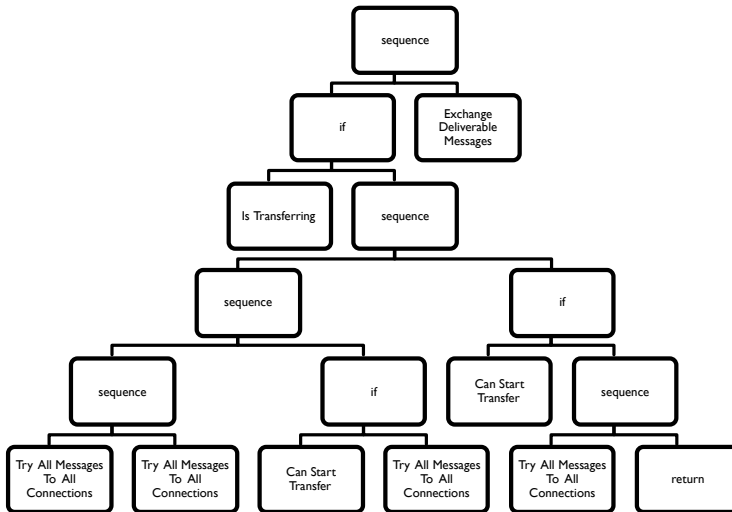 sequence
if
Exchange
Deliverable
Messages
Is Transferring
sequence
sequence
if
sequence
if
Can Start
Transfer
sequence
Try All Messages
To All
Connections
Try All Messages
To All
Connections
Can Start
Transfer
Try All Messages
To All
Connections
Try All Messages
To All
Connections
return